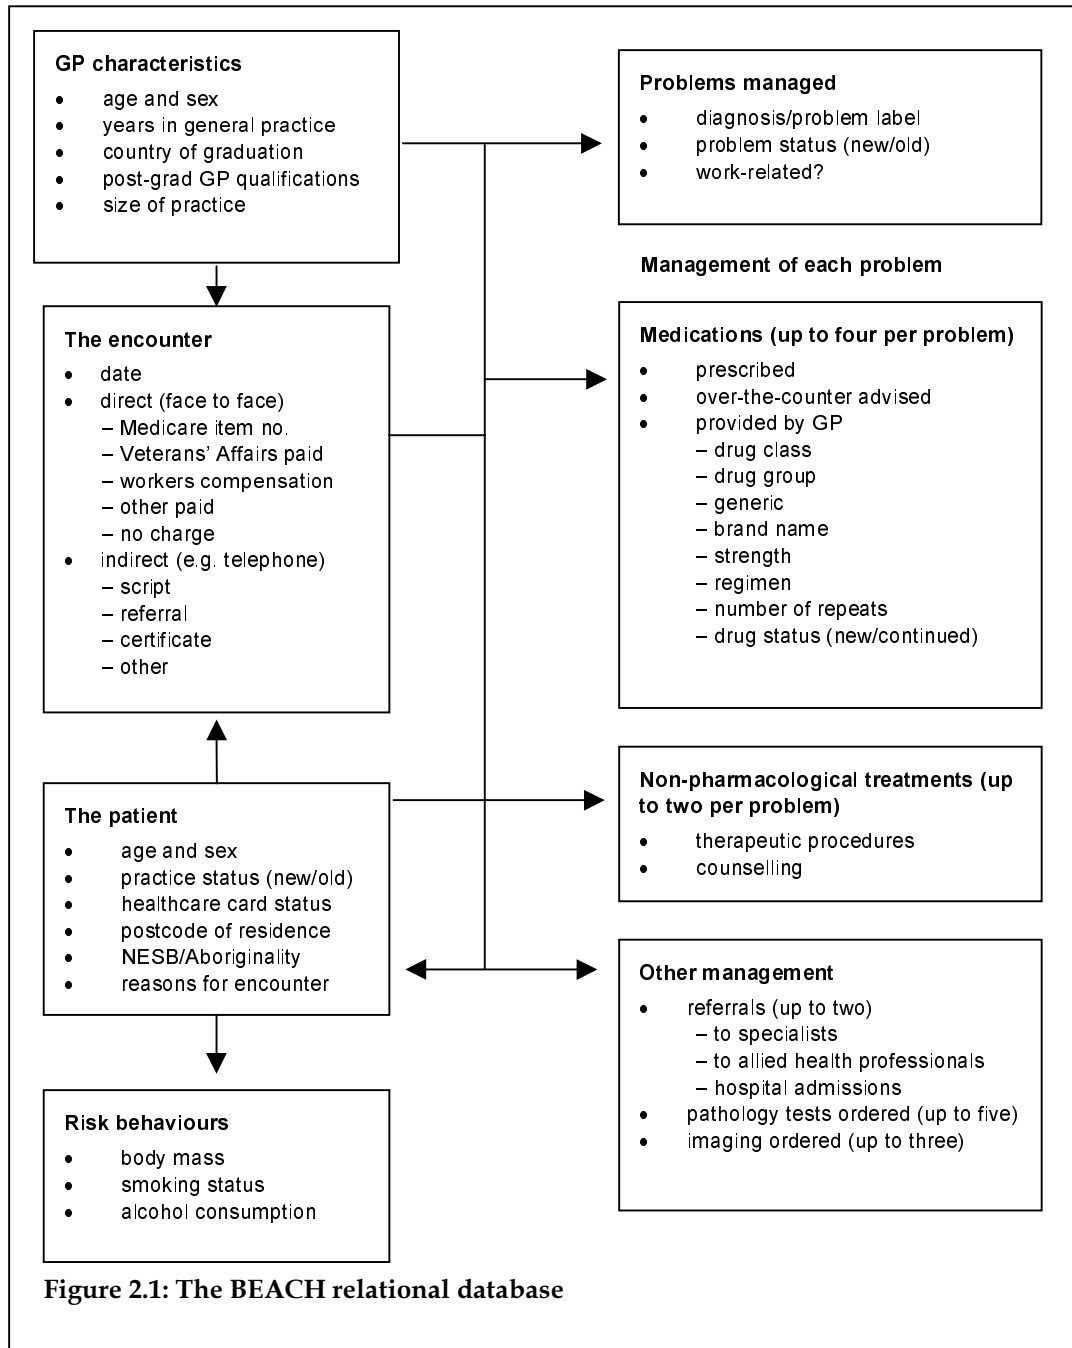 GP characteristics
• age and sex
• years in general practice
• country of graduation
• post-grad GP qualifications
• size of practice
The encounter
• date
• direct (face to face)
– Medicare item no.
– Veterans’ Affairs paid
– workers compensation
– other paid
– no charge
• indirect (e.g. telephone)
– script
– referral
– certificate
– other
The patient
• age and sex
• practice status (new/old)
• healthcare card status
• postcode of residence
• NESB/Aboriginality
• reasons for encounter
Risk behaviours
• body mass
• smoking status
• alcohol consumption
Problems managed
• diagnosis/problem label
• problem status (new/old)
• work-related?
Management of each problem
Medications (up to four per problem)
• prescribed
• over-the-counter advised
• provided by GP
– drug class
– drug group
– generic
– brand name
– strength
– regimen
– number of repeats
– drug status (new/continued)
Non-pharmacological treatments (up
to two per problem)
• therapeutic procedures
• counselling
Other management
• referrals (up to two)
– to specialists
– to allied health professionals
– hospital admissions
• pathology tests ordered (up to five)
• imaging ordered (up to three)
Figure 2.1: The BEACH relational database